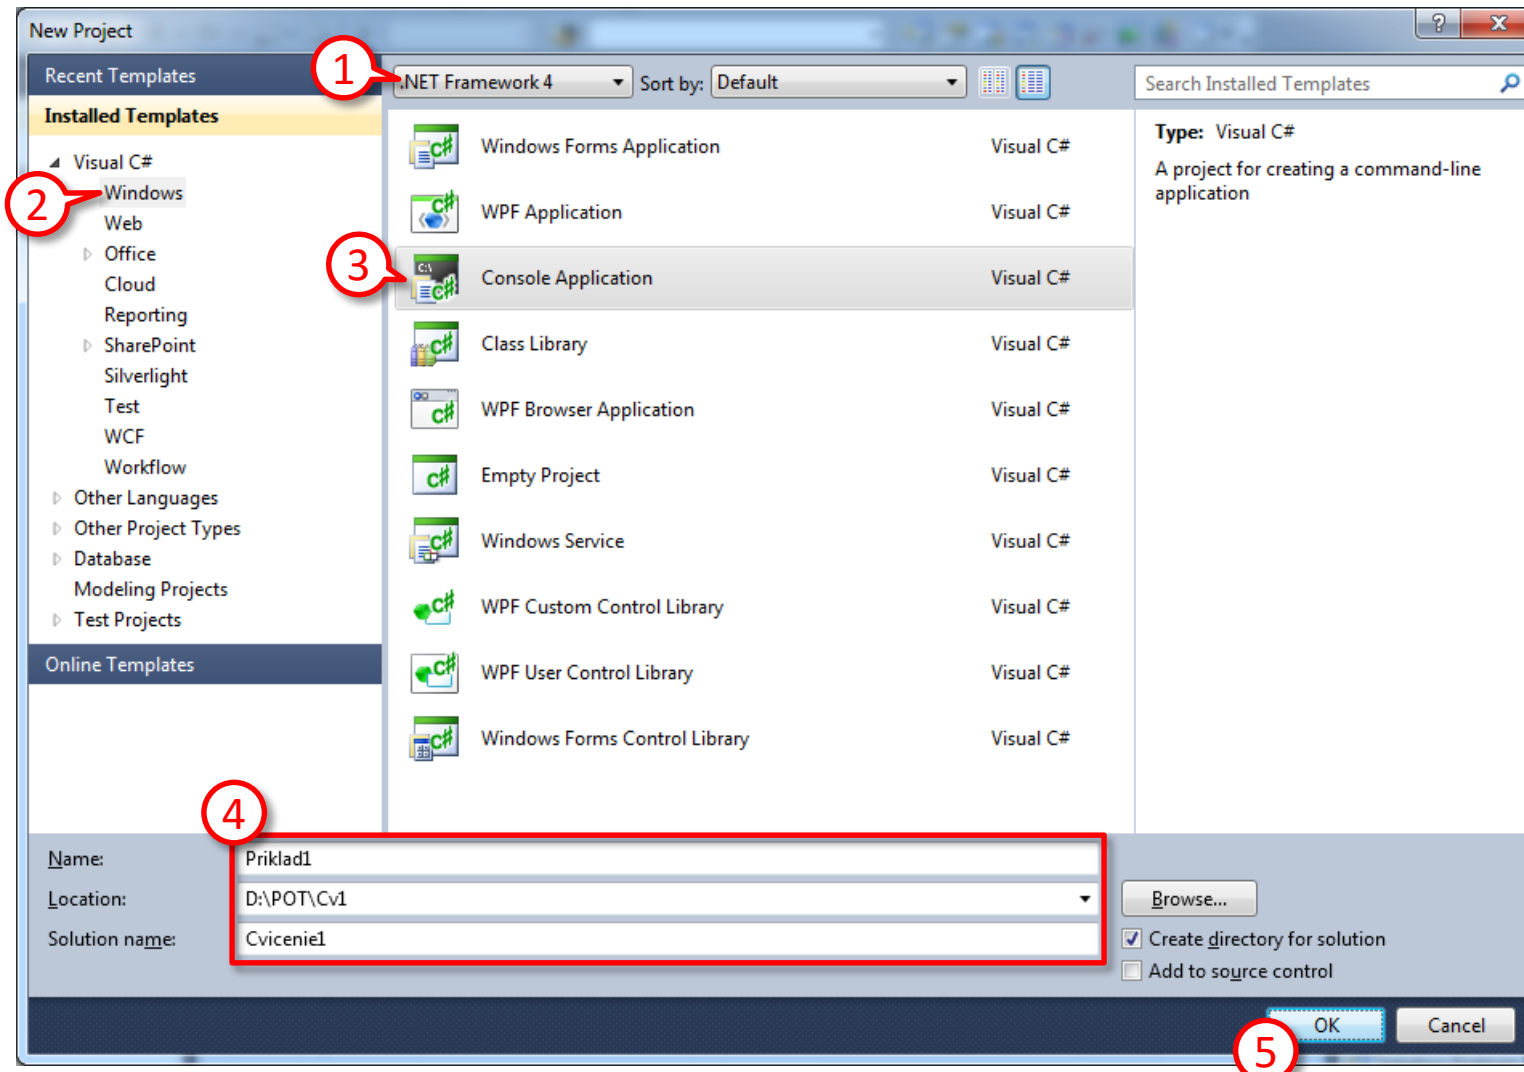 New Project
?
Recent Templates
1
.NET Framework 4
Sort by: Default
Search Installed Templates
Installed Templates
Visual C#
2
Windows
Web
Office
Cloud
Reporting
SharePoint
Silverlight
Test
WCF
Workflow
Other Languages
Other Project Types
Database
Modeling Projects
Test Projects
Online Templates
Windows Forms Application Visual C#
WPF Application Visual C#
3
Console Application Visual C#
Class Library Visual C#
WPF Browser Application Visual C#
Empty Project Visual C#
Windows Service Visual C#
WPF Custom Control Library Visual C#
WPF User Control Library Visual C#
Windows Forms Control Library Visual C#
Type: Visual C#
A project for creating a command-line
application
4
Name: Priklad1
Location: D:\POT\Cv1
Browse...
Solution name: Cvicenie1
Create directory for solution
Add to source control
5
OK
Cancel